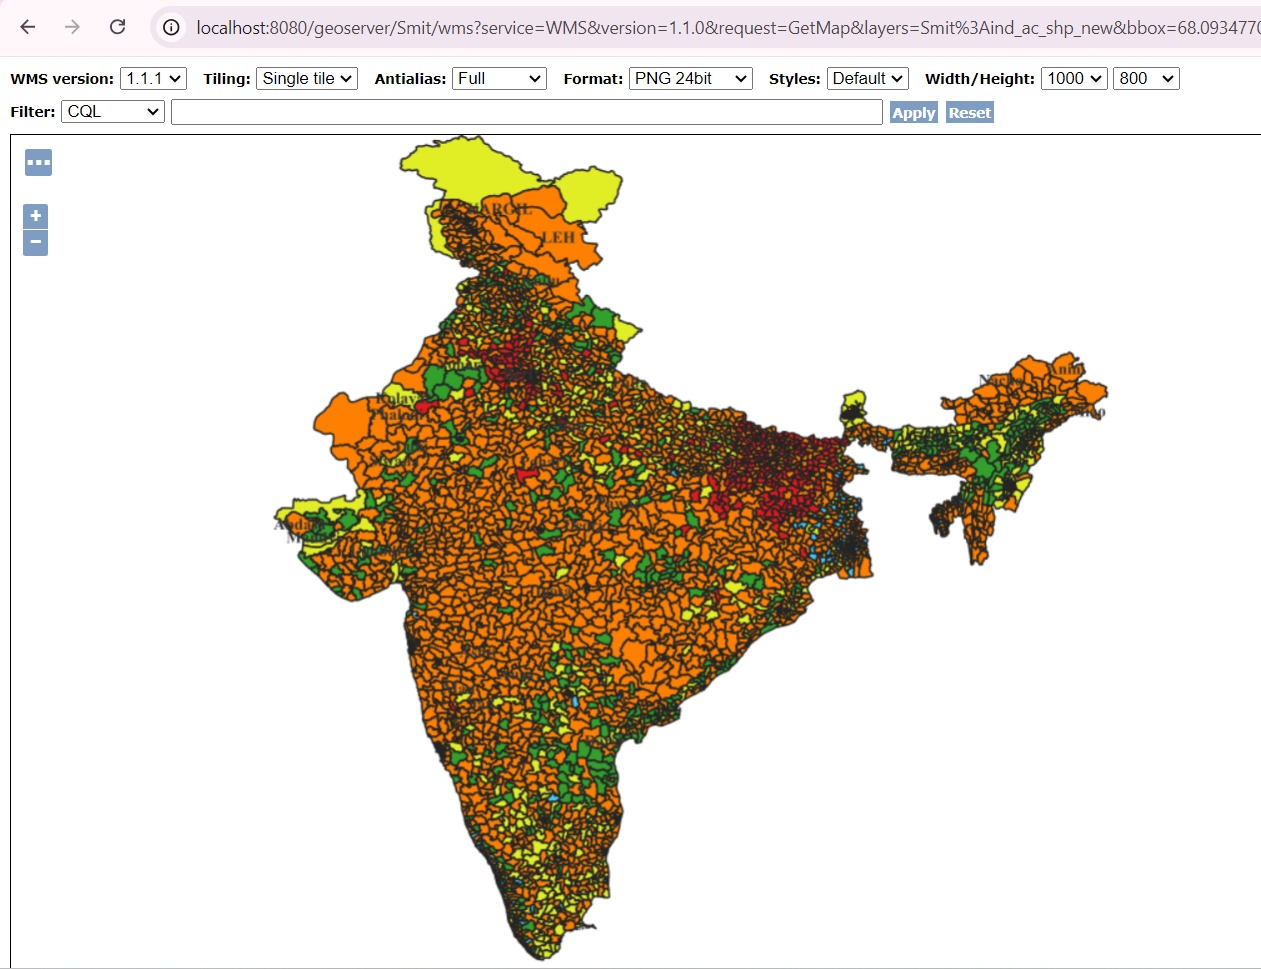 localhost:8080/geoserver/Smit/wms?service=WMS&version=1.1.0&request=GetMap&layers=Smit%3Aind_ac_shp_new&bbox=68.0934770
WMS version: 1.1.1 Tiling: Single tile Antialias: Full Format: PNG 24bit Styles: Default Width/Height: 1000 800
Filter: CQL Apply Reset
...
+
−
LEH